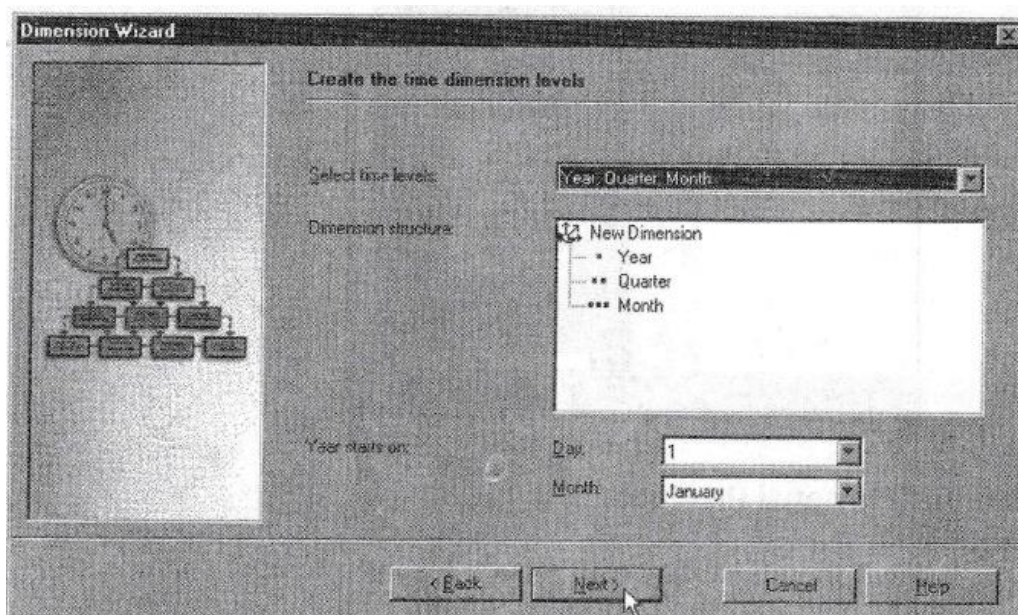 Dimension Wizard
Create the time dimension levels
Select time levels:
Year, Quarter, Month
Dimension structure:
New Dimension
Year
Quarter
Month
Year starts on:
Day:
1
Month:
January
< Back
Next >
Cancel
Help